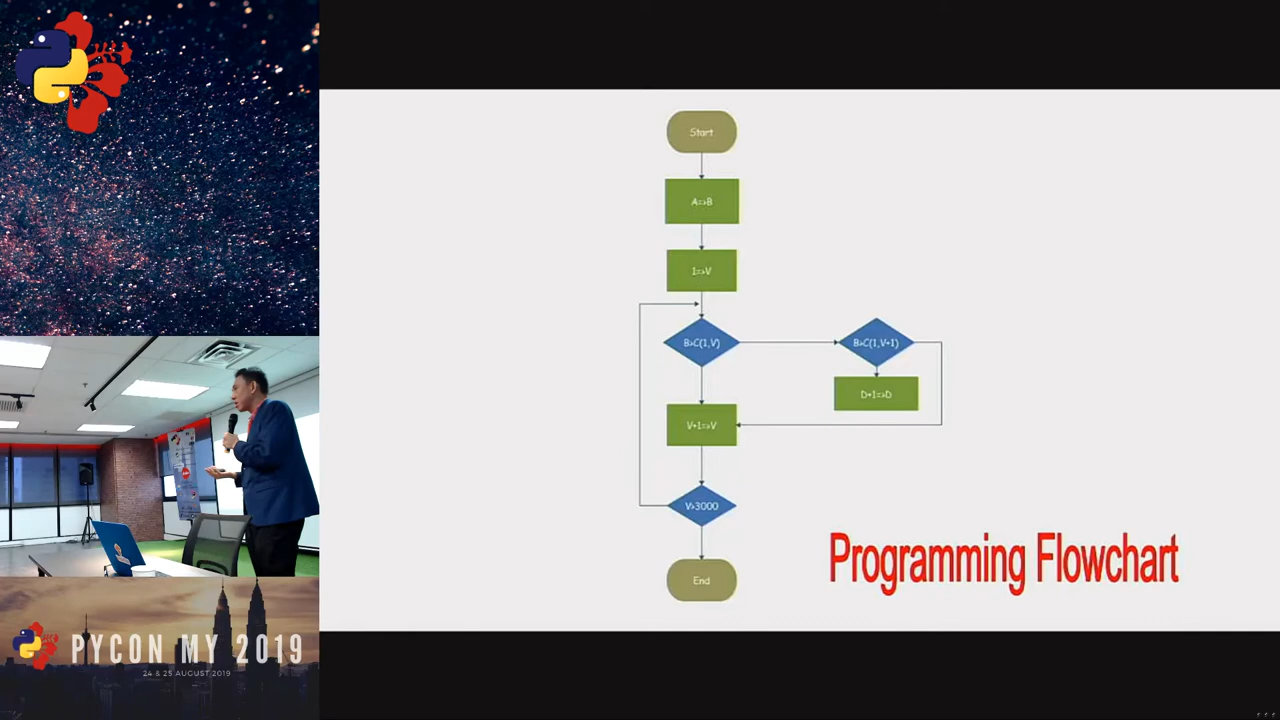 Start
A=>B
1=>V
B>C(1,V)
B>C(1,V+1)
D+1=>D
V+1=>V
V>3000
End
Programming Flowchart
PYCON MY 2019
24 & 25 AUGUST 2019